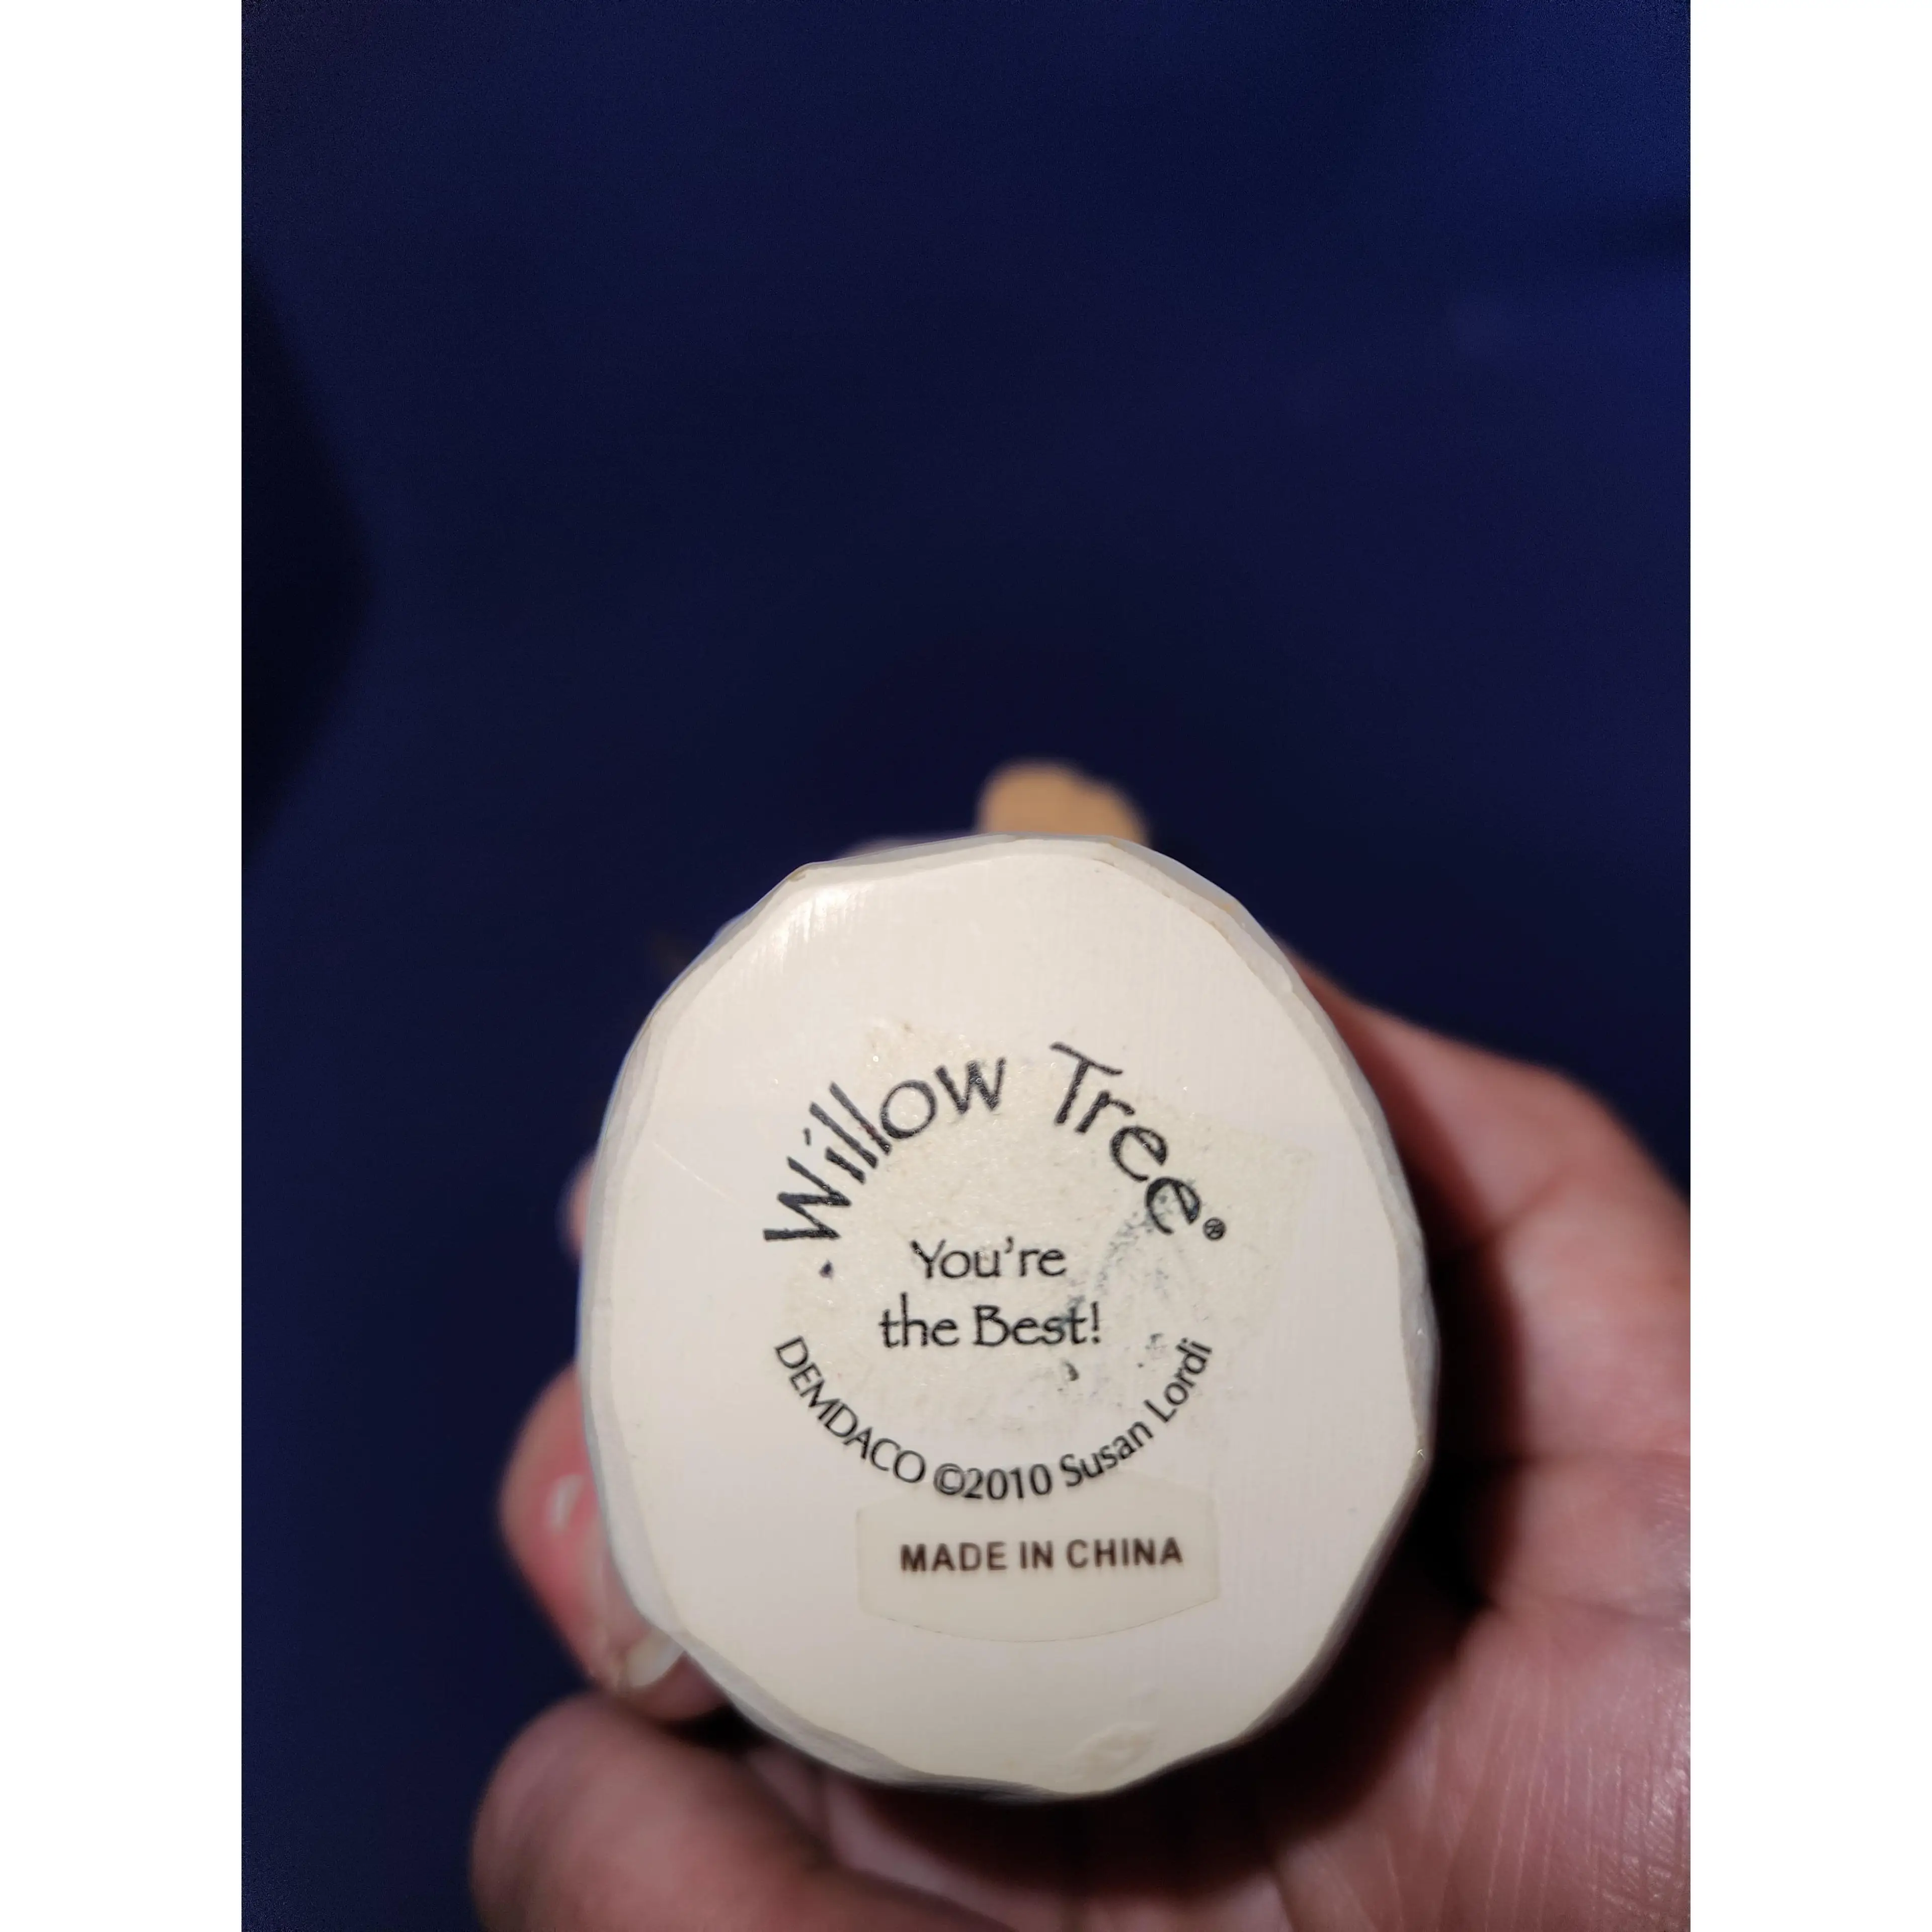 Willow Tree®
You're
the Best!
DEMDACO ©2010 Susan Lordi
MADE IN CHINA